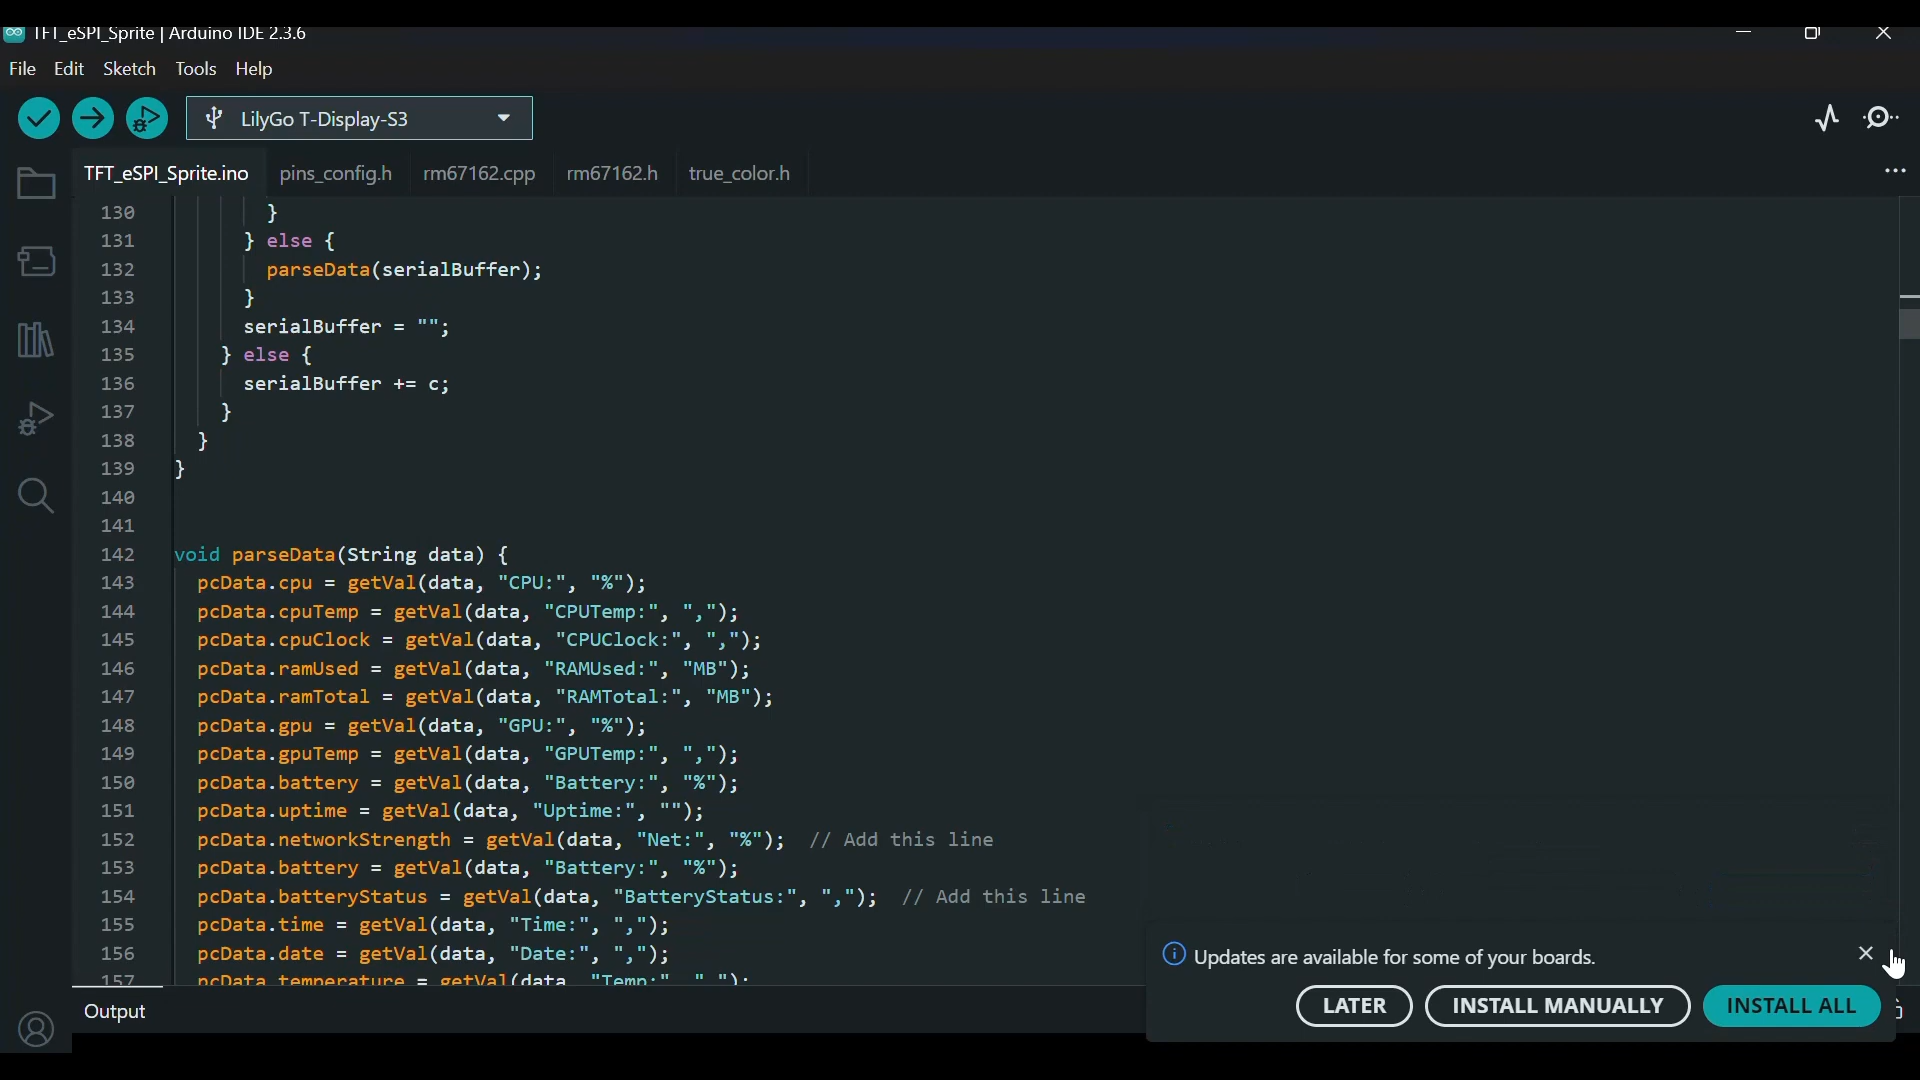 TFT_eSPI_Sprite | Arduino IDE 2.3.6
File Edit Sketch Tools Help
LilyGo T-Display-S3
TFT_eSPI_Sprite.ino pins_config.h rm67162.cpp rm67162.h true_color.h
130 }
131 } else {
132 parseData(serialBuffer);
133 }
134 serialBuffer = "";
135 } else {
136 serialBuffer += c;
137 }
138 }
139 }
140
141
142 void parseData(String data) {
143 pcData.cpu = getVal(data, "CPU:", "%");
144 pcData.cpuTemp = getVal(data, "CPUTemp:", ",");
145 pcData.cpuClock = getVal(data, "CPUClock:", ",");
146 pcData.ramUsed = getVal(data, "RAMUsed:", "MB");
147 pcData.ramTotal = getVal(data, "RAMTotal:", "MB");
148 pcData.gpu = getVal(data, "GPU:", "%");
149 pcData.gpuTemp = getVal(data, "GPUTemp:", ",");
150 pcData.battery = getVal(data, "Battery:", "%");
151 pcData.uptime = getVal(data, "Uptime:", "");
152 pcData.networkStrength = getVal(data, "Net:", "%"); // Add this line
153 pcData.battery = getVal(data, "Battery:", "%");
154 pcData.batteryStatus = getVal(data, "BatteryStatus:", ","); // Add this line
155 pcData.time = getVal(data, "Time:", ",");
156 pcData.date = getVal(data, "Date:", ",");
157 pcData.temperature = getVal(data, "Temp:"
Updates are available for some of your boards.
LATER INSTALL MANUALLY INSTALL ALL
Output